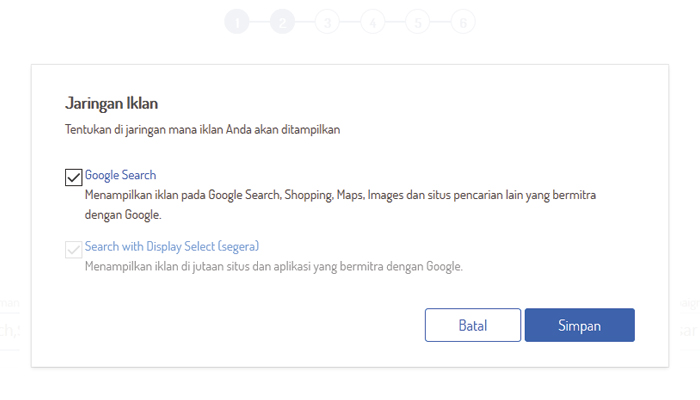 1 2 3 4 5 6
Jaringan Iklan
Tentukan di jaringan mana iklan Anda akan ditampilkan
Google Search
Menampilkan iklan pada Google Search, Shopping, Maps, Images dan situs pencarian lain yang bermitra
dengan Google.
Search with Display Select (segera)
Menampilkan iklan di jutaan situs dan aplikasi yang bermitra dengan Google.
Batal Simpan